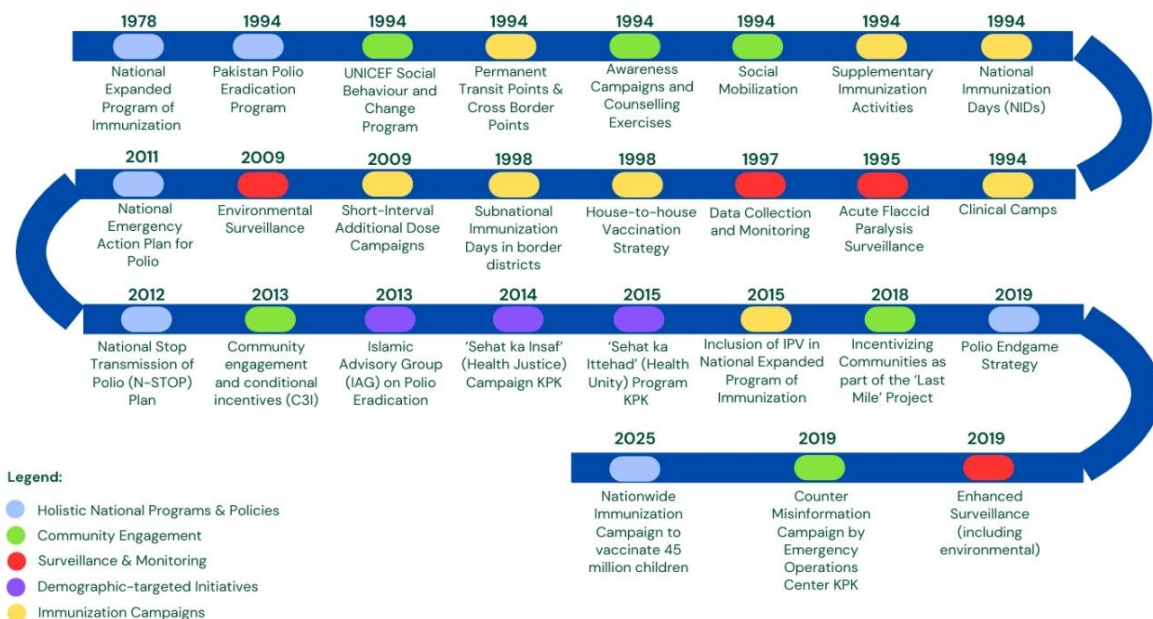 1978
National
Expanded
Program of
Immunization
1994
Pakistan Polio
Eradication
Program
1994
UNICEF Social
Behaviour and
Change
Program
1994
Permanent
Transit Points &
Cross Border
Points
1994
Awareness
Campaigns and
Counselling
Exercises
1994
Social
Mobilization
1994
Supplementary
Immunization
Activities
1994
National
Immunization
Days (NIDs)
2011
National
Emergency
Action Plan for
Polio
2009
Environmental
Surveillance
2009
Short-Interval
Additional Dose
Campaigns
1998
Subnational
Immunization
Days in border
districts
1998
House-to-house
Vaccination
Strategy
1997
Data Collection
and Monitoring
1995
Acute Flaccid
Paralysis
Surveillance
1994
Clinical Camps
2012
National Stop
Transmission of
Polio (N-STOP)
Plan
2013
Community
engagement
and conditional
incentives (C3I)
2013
Islamic
Advisory Group
(IAG) on Polio
Eradication
2014
‘Sehat ka Insaf’
(Health Justice)
Campaign KPK
2015
‘Sehat ka
Ittehad’ (Health
Unity) Program
KPK
2015
Inclusion of IPV in
National Expanded
Program of
Immunization
2018
Incentivizing
Communities as
part of the ‘Last
Mile’ Project
2019
Polio Endgame
Strategy
2025
Nationwide
Immunization
Campaign to
vaccinate 45
million children
2019
Counter
Misinformation
Campaign by
Emergency
Operations
Center KPK
2019
Enhanced
Surveillance
(including
environmental)
Legend:
Holistic National Programs & Policies
Community Engagement
Surveillance & Monitoring
Demographic-targeted Initiatives
Immunization Campaigns